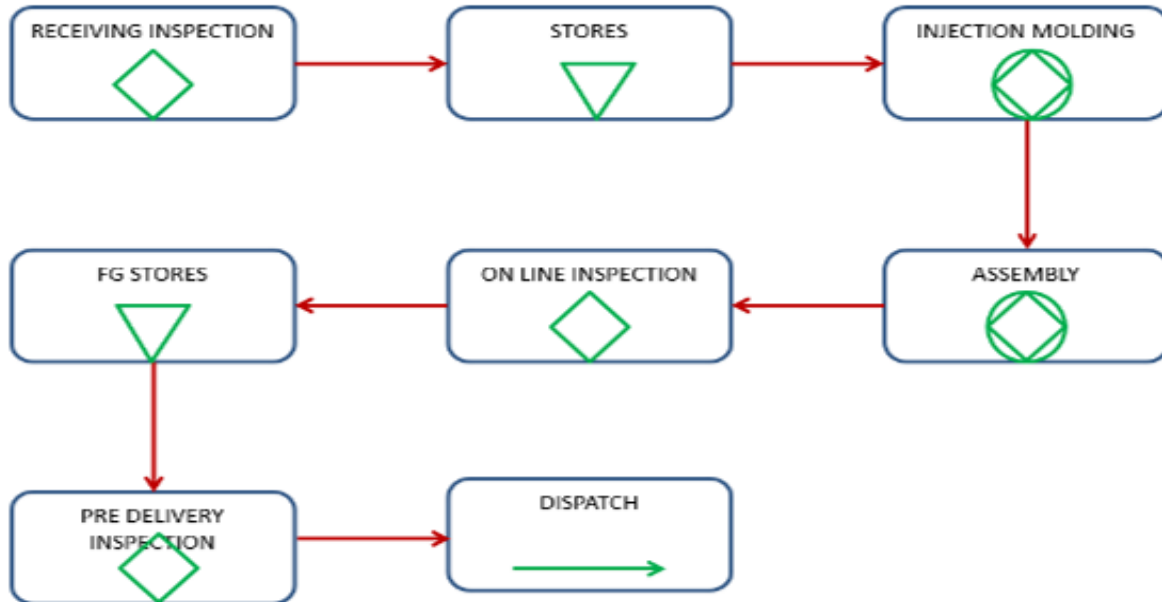 RECEIVING INSPECTION
STORES
INJECTION MOLDING
FG STORES
ON LINE INSPECTION
ASSEMBLY
PRE DELIVERY
INSPECTION
DISPATCH